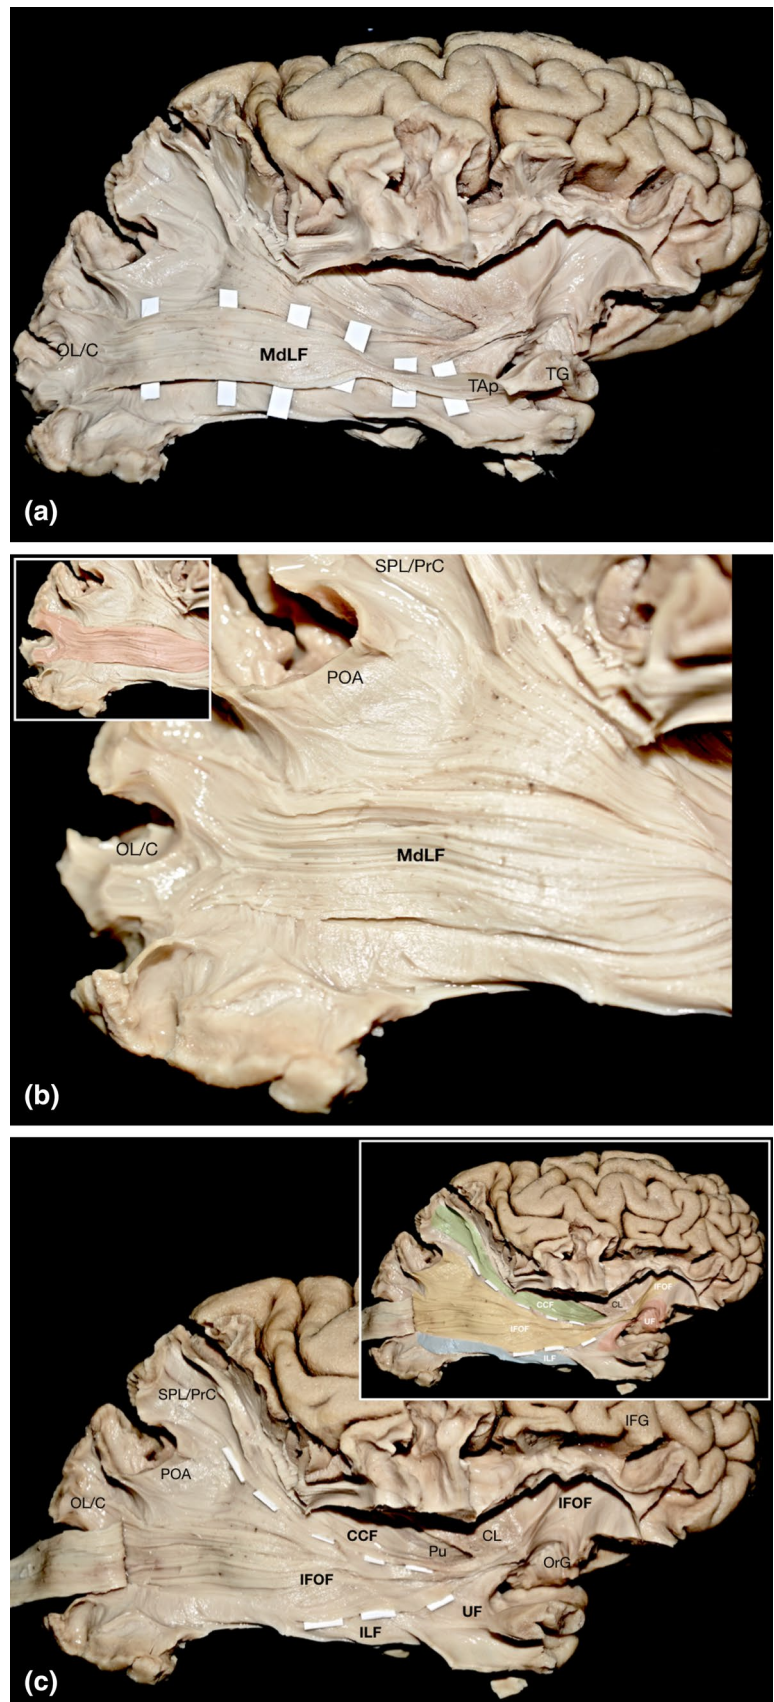 OL/C
MdLF
TAp
TG
(a)
SPL/PrC
POA
OL/C
MdLF
(b)
CCF
CL
IFOF
UF
IFOF
ILF
SPL/PrC
IFG
POA
OL/C
IFOF
CCF
CL
Pu
OrG
IFOF
UF
ILF
(c)